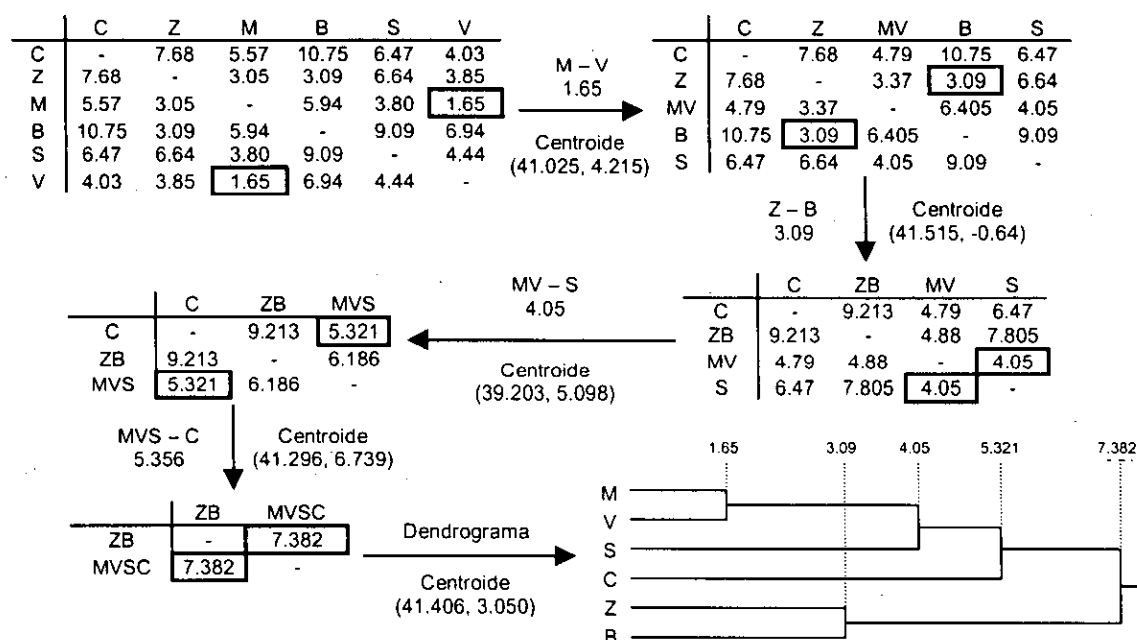 C Z M B S V
C - 7.68 5.57 10.75 6.47 4.03
Z 7.68 - 3.05 3.09 6.64 3.85
M 5.57 3.05 - 5.94 3.80 1.65
B 10.75 3.09 5.94 - 9.09 6.94
S 6.47 6.64 3.80 9.09 - 4.44
V 4.03 3.85 1.65 6.94 4.44 -
M – V
1.65
Centroide
(41.025, 4.215)
C Z MV B S
C - 7.68 4.79 10.75 6.47
Z 7.68 - 3.37 3.09 6.64
MV 4.79 3.37 - 6.405 4.05
B 10.75 3.09 6.405 - 9.09
S 6.47 6.64 4.05 9.09 -
Z – B
3.09
Centroide
(41.515, -0.64)
C ZB MV S
C - 9.213 4.79 6.47
ZB 9.213 - 4.88 7.805
MV 4.79 4.88 - 4.05
S 6.47 7.805 4.05 -
MV – S
4.05
Centroide
(39.203, 5.098)
C ZB MVS
C - 9.213 5.321
ZB 9.213 - 6.186
MVS 5.321 6.186 -
MVS – C
5.356
Centroide
(41.296, 6.739)
ZB MVSC
ZB - 7.382
MVSC 7.382 -
Dendrograma
Centroide
(41.406, 3.050)
1.65 3.09 4.05 5.321 7.382
M
V
S
C
Z
B